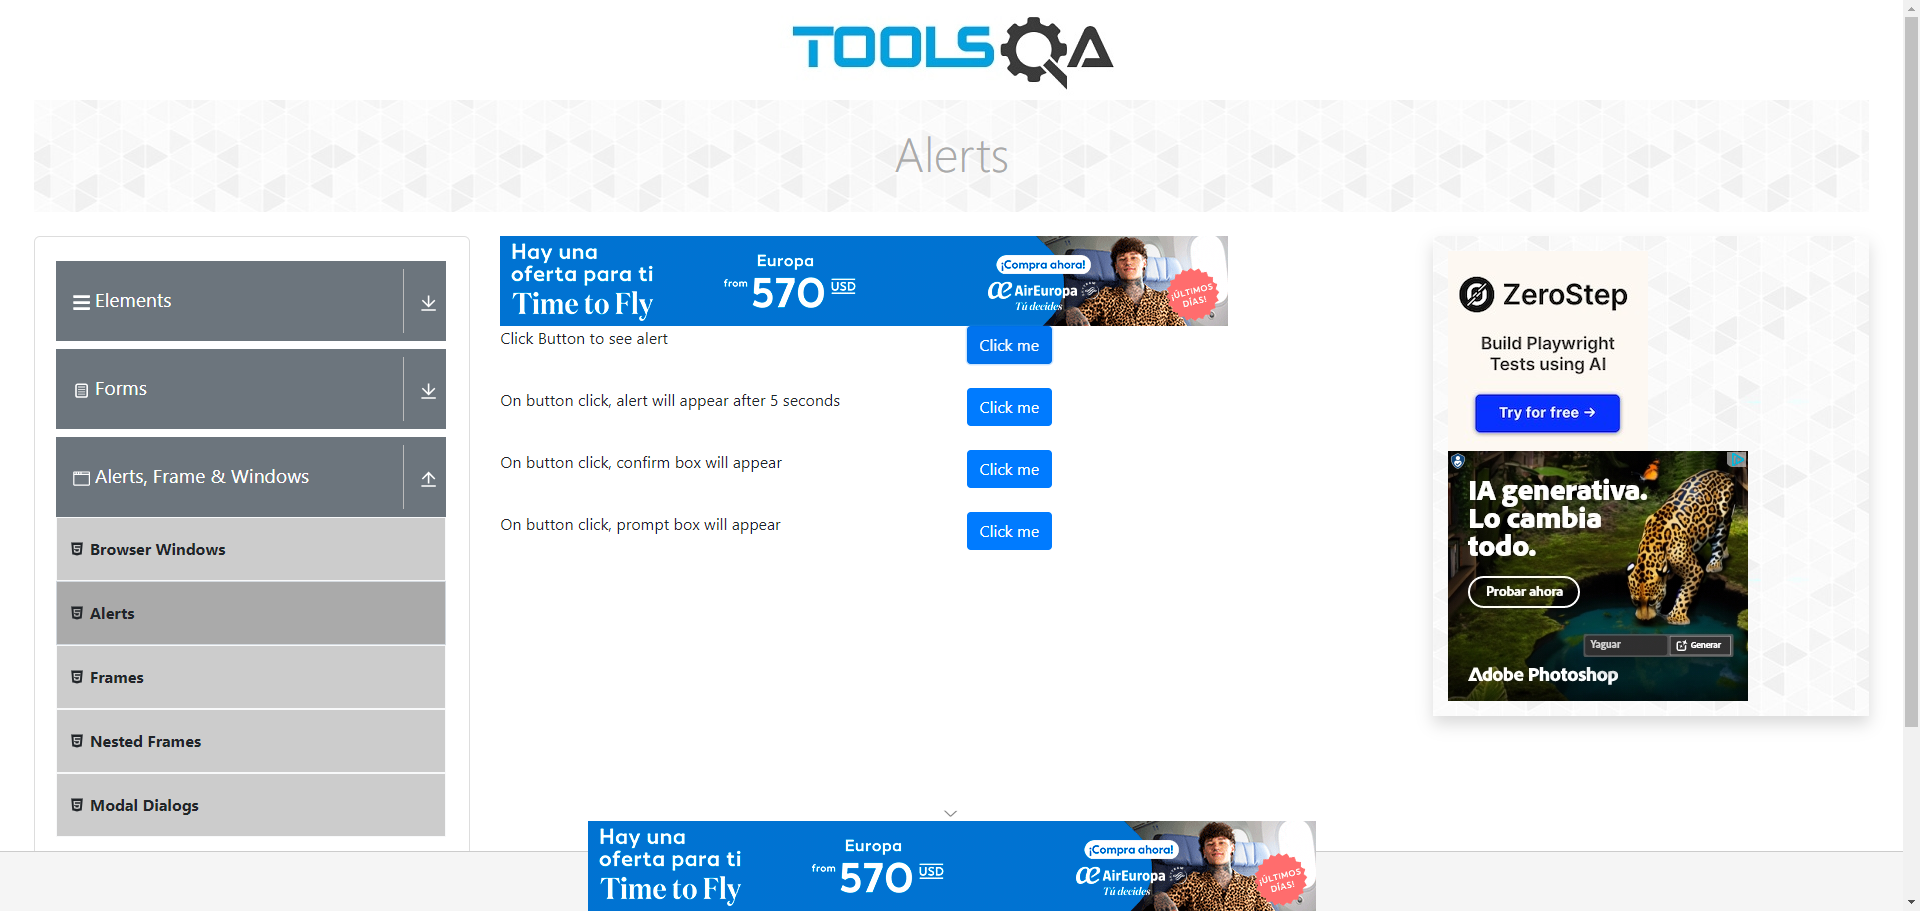 TOOLSQA
Alerts
Elements
Forms
Alerts, Frame & Windows
Browser Windows
Alerts
Frames
Nested Frames
Modal Dialogs
Hay una
oferta para ti
Time to Fly
Europa
from 570 USD
¡Compra ahora!
AirEuropa
Tú decides
¡ÚLTIMOS
DÍAS!
Click Button to see alert
Click me
On button click, alert will appear after 5 seconds
Click me
On button click, confirm box will appear
Click me
On button click, prompt box will appear
Click me
ZeroStep
Build Playwright
Tests using AI
Try for free →
IA generativa.
Lo cambia
todo.
Probar ahora
Yaguar
Generar
Adobe Photoshop
Hay una
oferta para ti
Time to Fly
Europa
from 570 USD
¡Compra ahora!
AirEuropa
Tú decides
¡ÚLTIMOS
DÍAS!